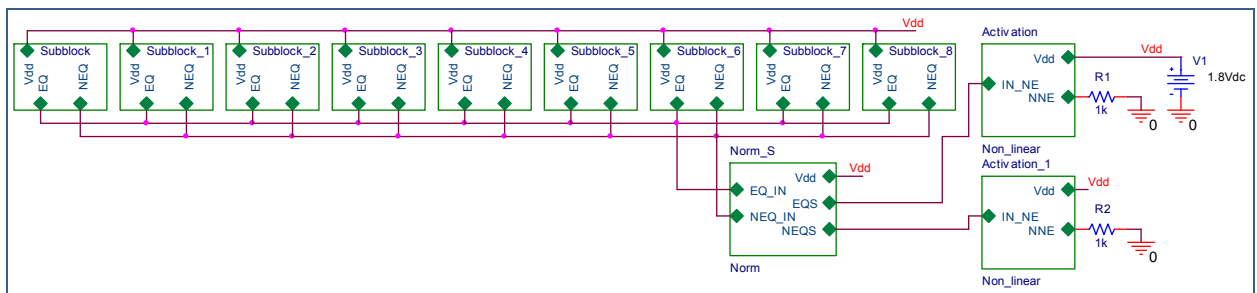 Vdd
Subblock
Subblock_1
Subblock_2
Subblock_3
Subblock_4
Subblock_5
Subblock_6
Subblock_7
Subblock_8
Vdd EQ NEQ
Vdd EQ NEQ
Vdd EQ NEQ
Vdd EQ NEQ
Vdd EQ NEQ
Vdd EQ NEQ
Vdd EQ NEQ
Vdd EQ NEQ
Vdd EQ NEQ
Activation
Vdd
Vdd
V1
1.8Vdc
+
-
IN_NE
NNE
R1
1k
0
0
Non_linear
Norm_S
Vdd
Vdd
EQ_IN
EQS
NEQ_IN
NEQS
Norm
Activation_1
Vdd
Vdd
IN_NE
NNE
R2
1k
0
Non_linear